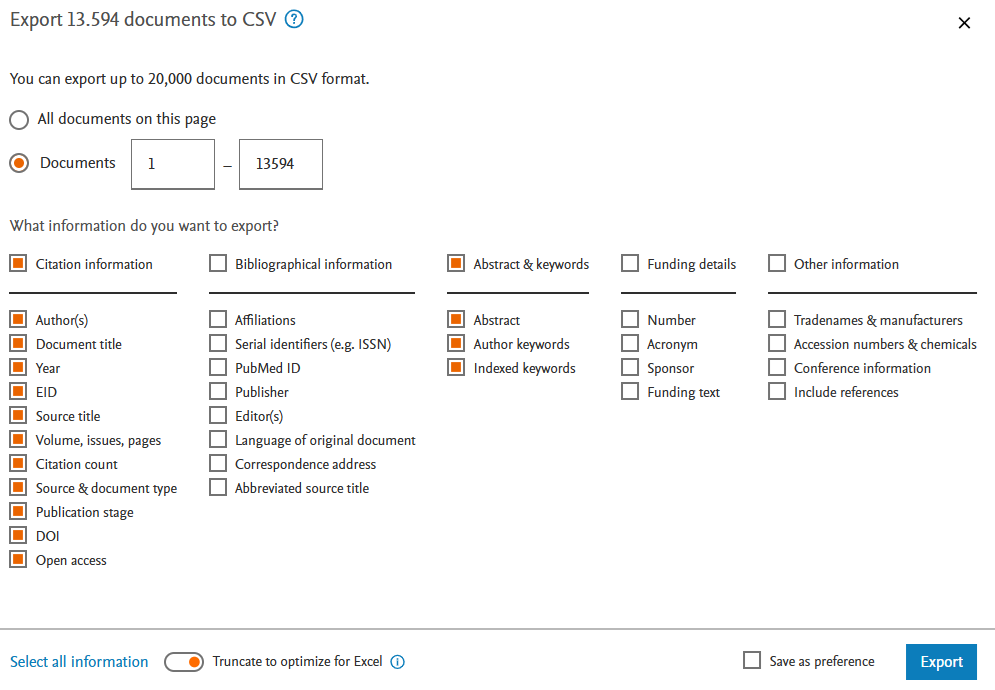 Export 13.594 documents to CSV ?
You can export up to 20,000 documents in CSV format.
All documents on this page
Documents 1 – 13594
What information do you want to export?
Citation information
Author(s)
Document title
Year
EID
Source title
Volume, issues, pages
Citation count
Source & document type
Publication stage
DOI
Open access
Bibliographical information
Affiliations
Serial identifiers (e.g. ISSN)
PubMed ID
Publisher
Editor(s)
Language of original document
Correspondence address
Abbreviated source title
Abstract & keywords
Abstract
Author keywords
Indexed keywords
Funding details
Number
Acronym
Sponsor
Funding text
Other information
Tradenames & manufacturers
Accession numbers & chemicals
Conference information
Include references
Select all information Truncate to optimize for Excel i Save as preference Export